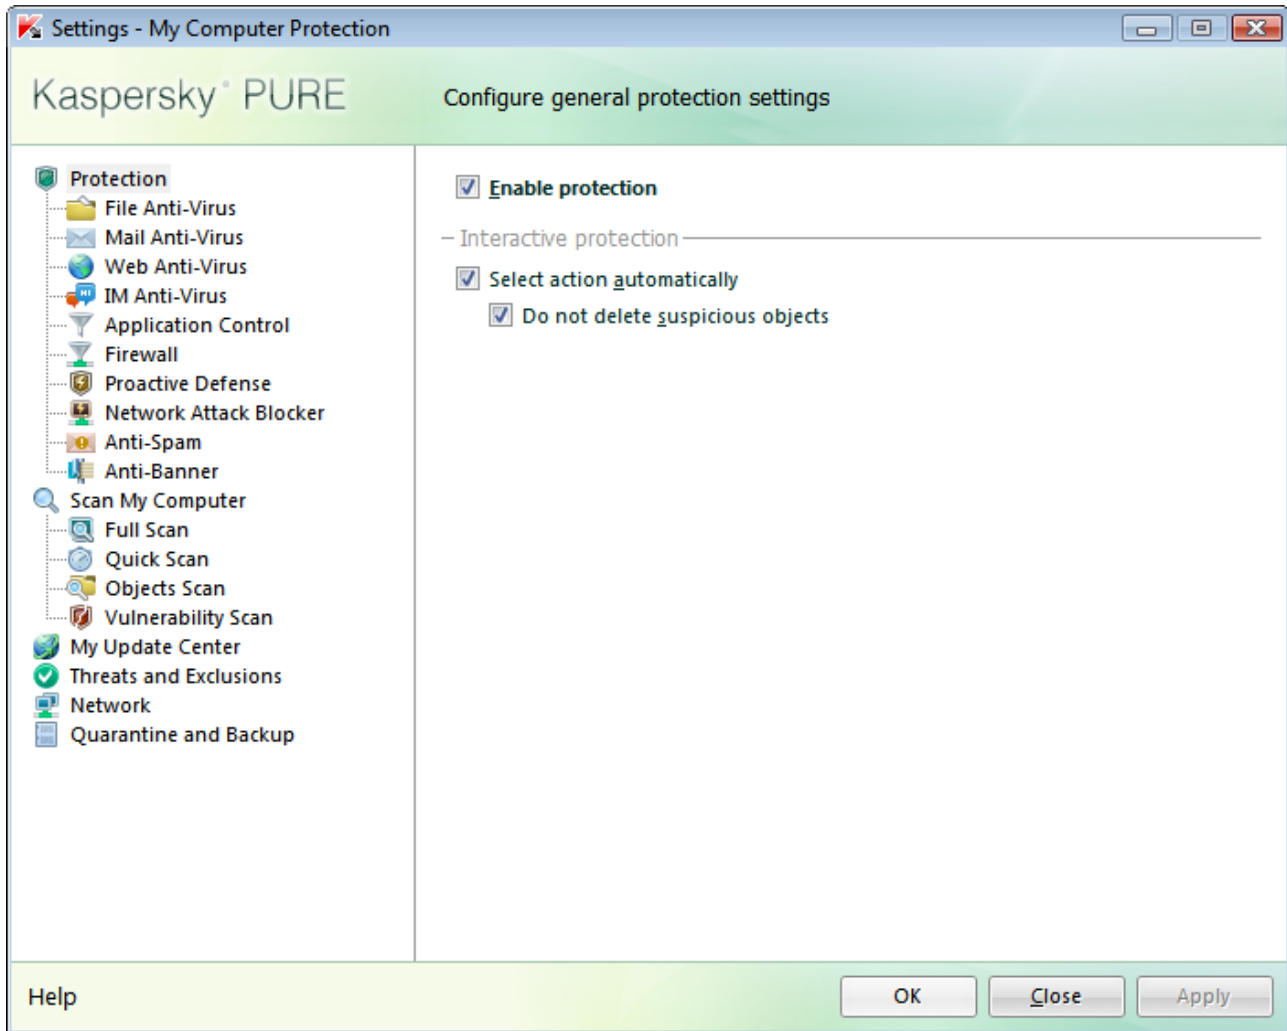 Settings - My Computer Protection
Kaspersky PURE
Configure general protection settings
Protection
File Anti-Virus
Mail Anti-Virus
Web Anti-Virus
IM Anti-Virus
Application Control
Firewall
Proactive Defense
Network Attack Blocker
Anti-Spam
Anti-Banner
Scan My Computer
Full Scan
Quick Scan
Objects Scan
Vulnerability Scan
My Update Center
Threats and Exclusions
Network
Quarantine and Backup
Enable protection
Interactive protection
Select action automatically
Do not delete suspicious objects
Help
OK
Close
Apply